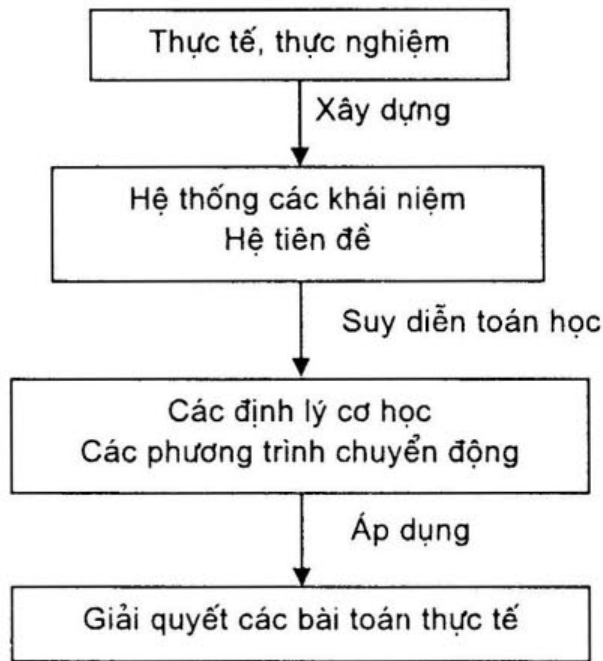 Thực tế, thực nghiệm
Xây dựng
Hệ thống các khái niệm
Hệ tiên đề
Suy diễn toán học
Các định lý cơ học
Các phương trình chuyển động
Áp dụng
Giải quyết các bài toán thực tế